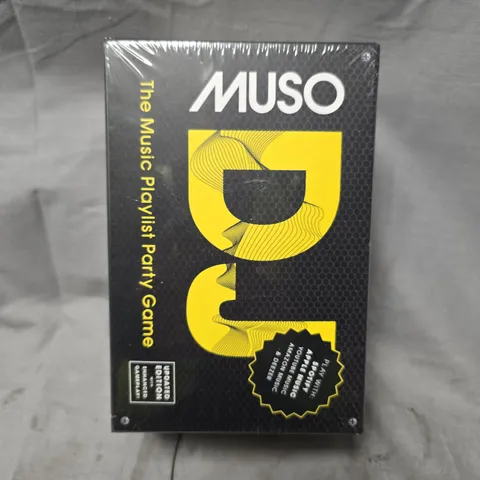 MUSO
DJ
The Music Playlist Party Game
PLAY WITH:
SPOTIFY
APPLE MUSIC
YOUTUBE MUSIC
AMAZON MUSIC
& DEEZER
UPDATED
EDITION
WITH
ENHANCED
GAMEPLAY!